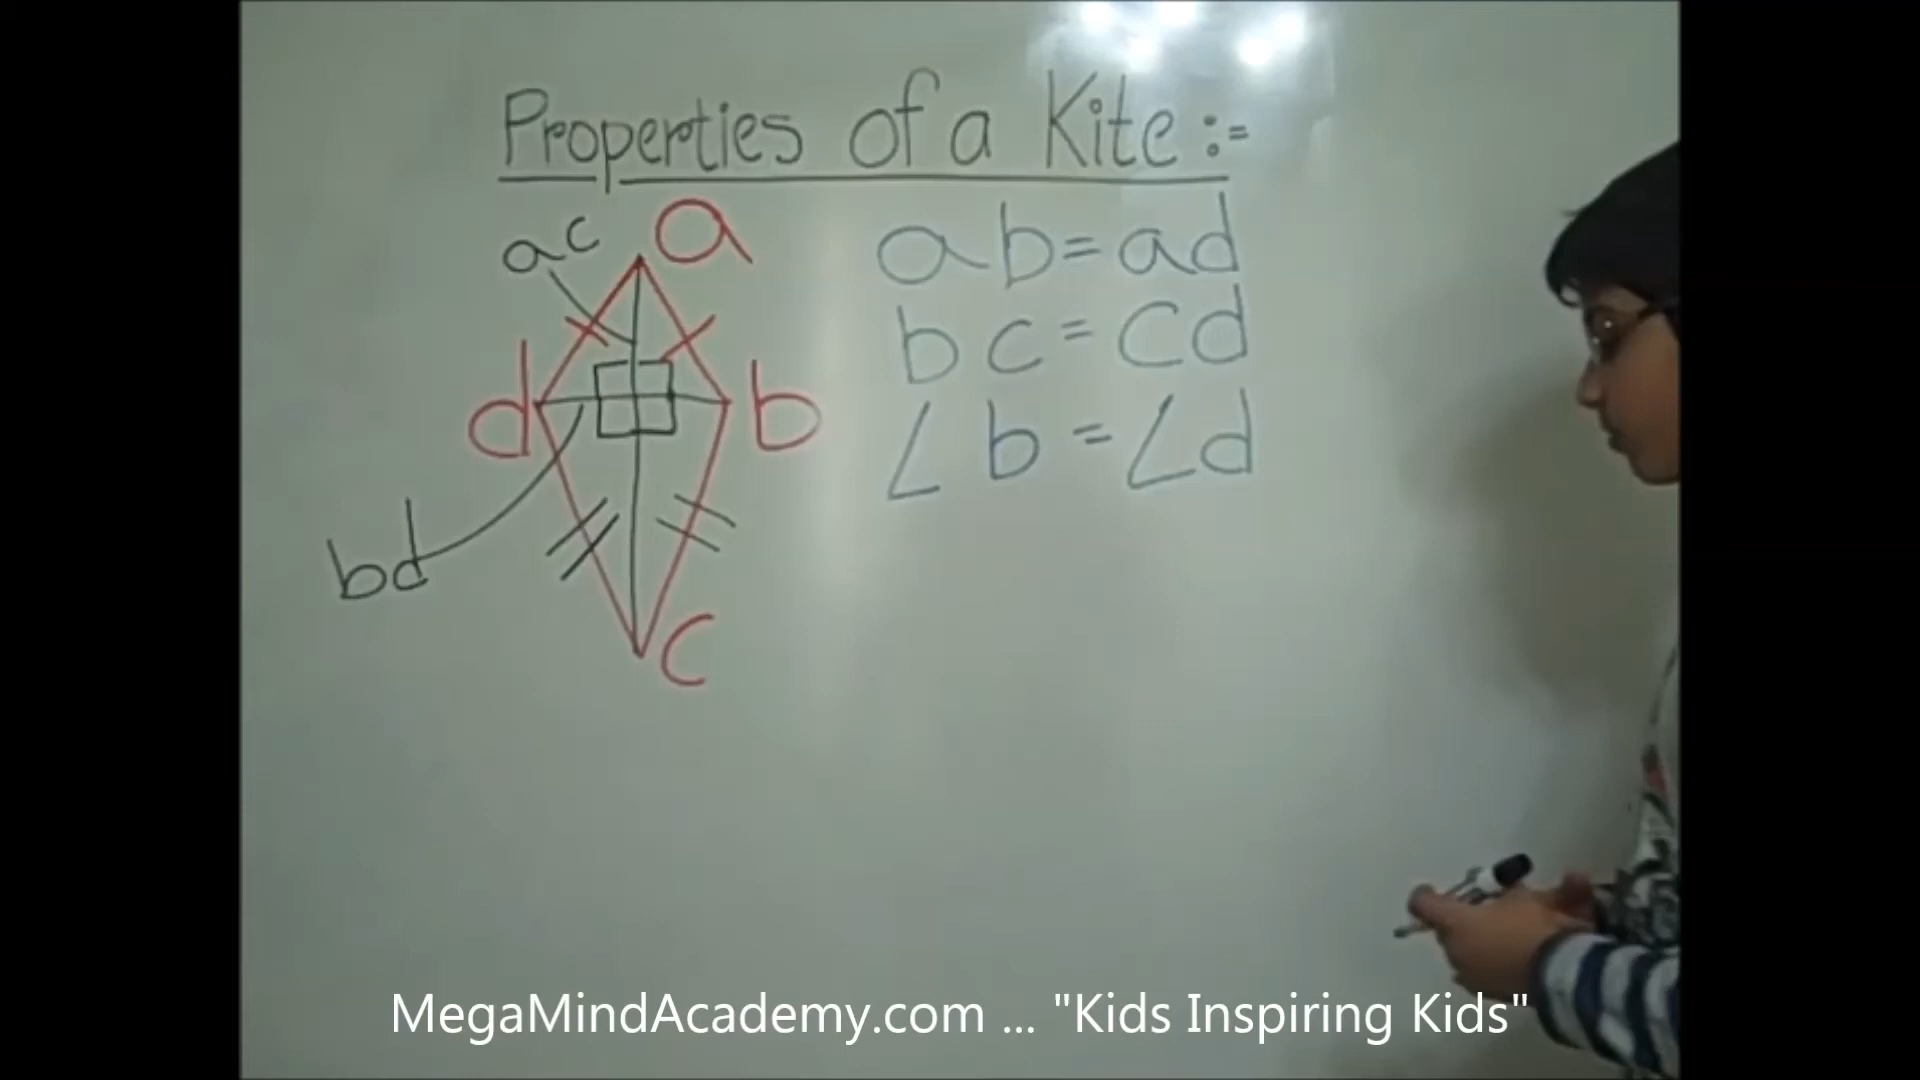 Properties of a Kite :=
ac
a
ab = ad
bc = cd
d
b
∠b = ∠d
bd
c
MegaMindAcademy.com ... "Kids Inspiring Kids"